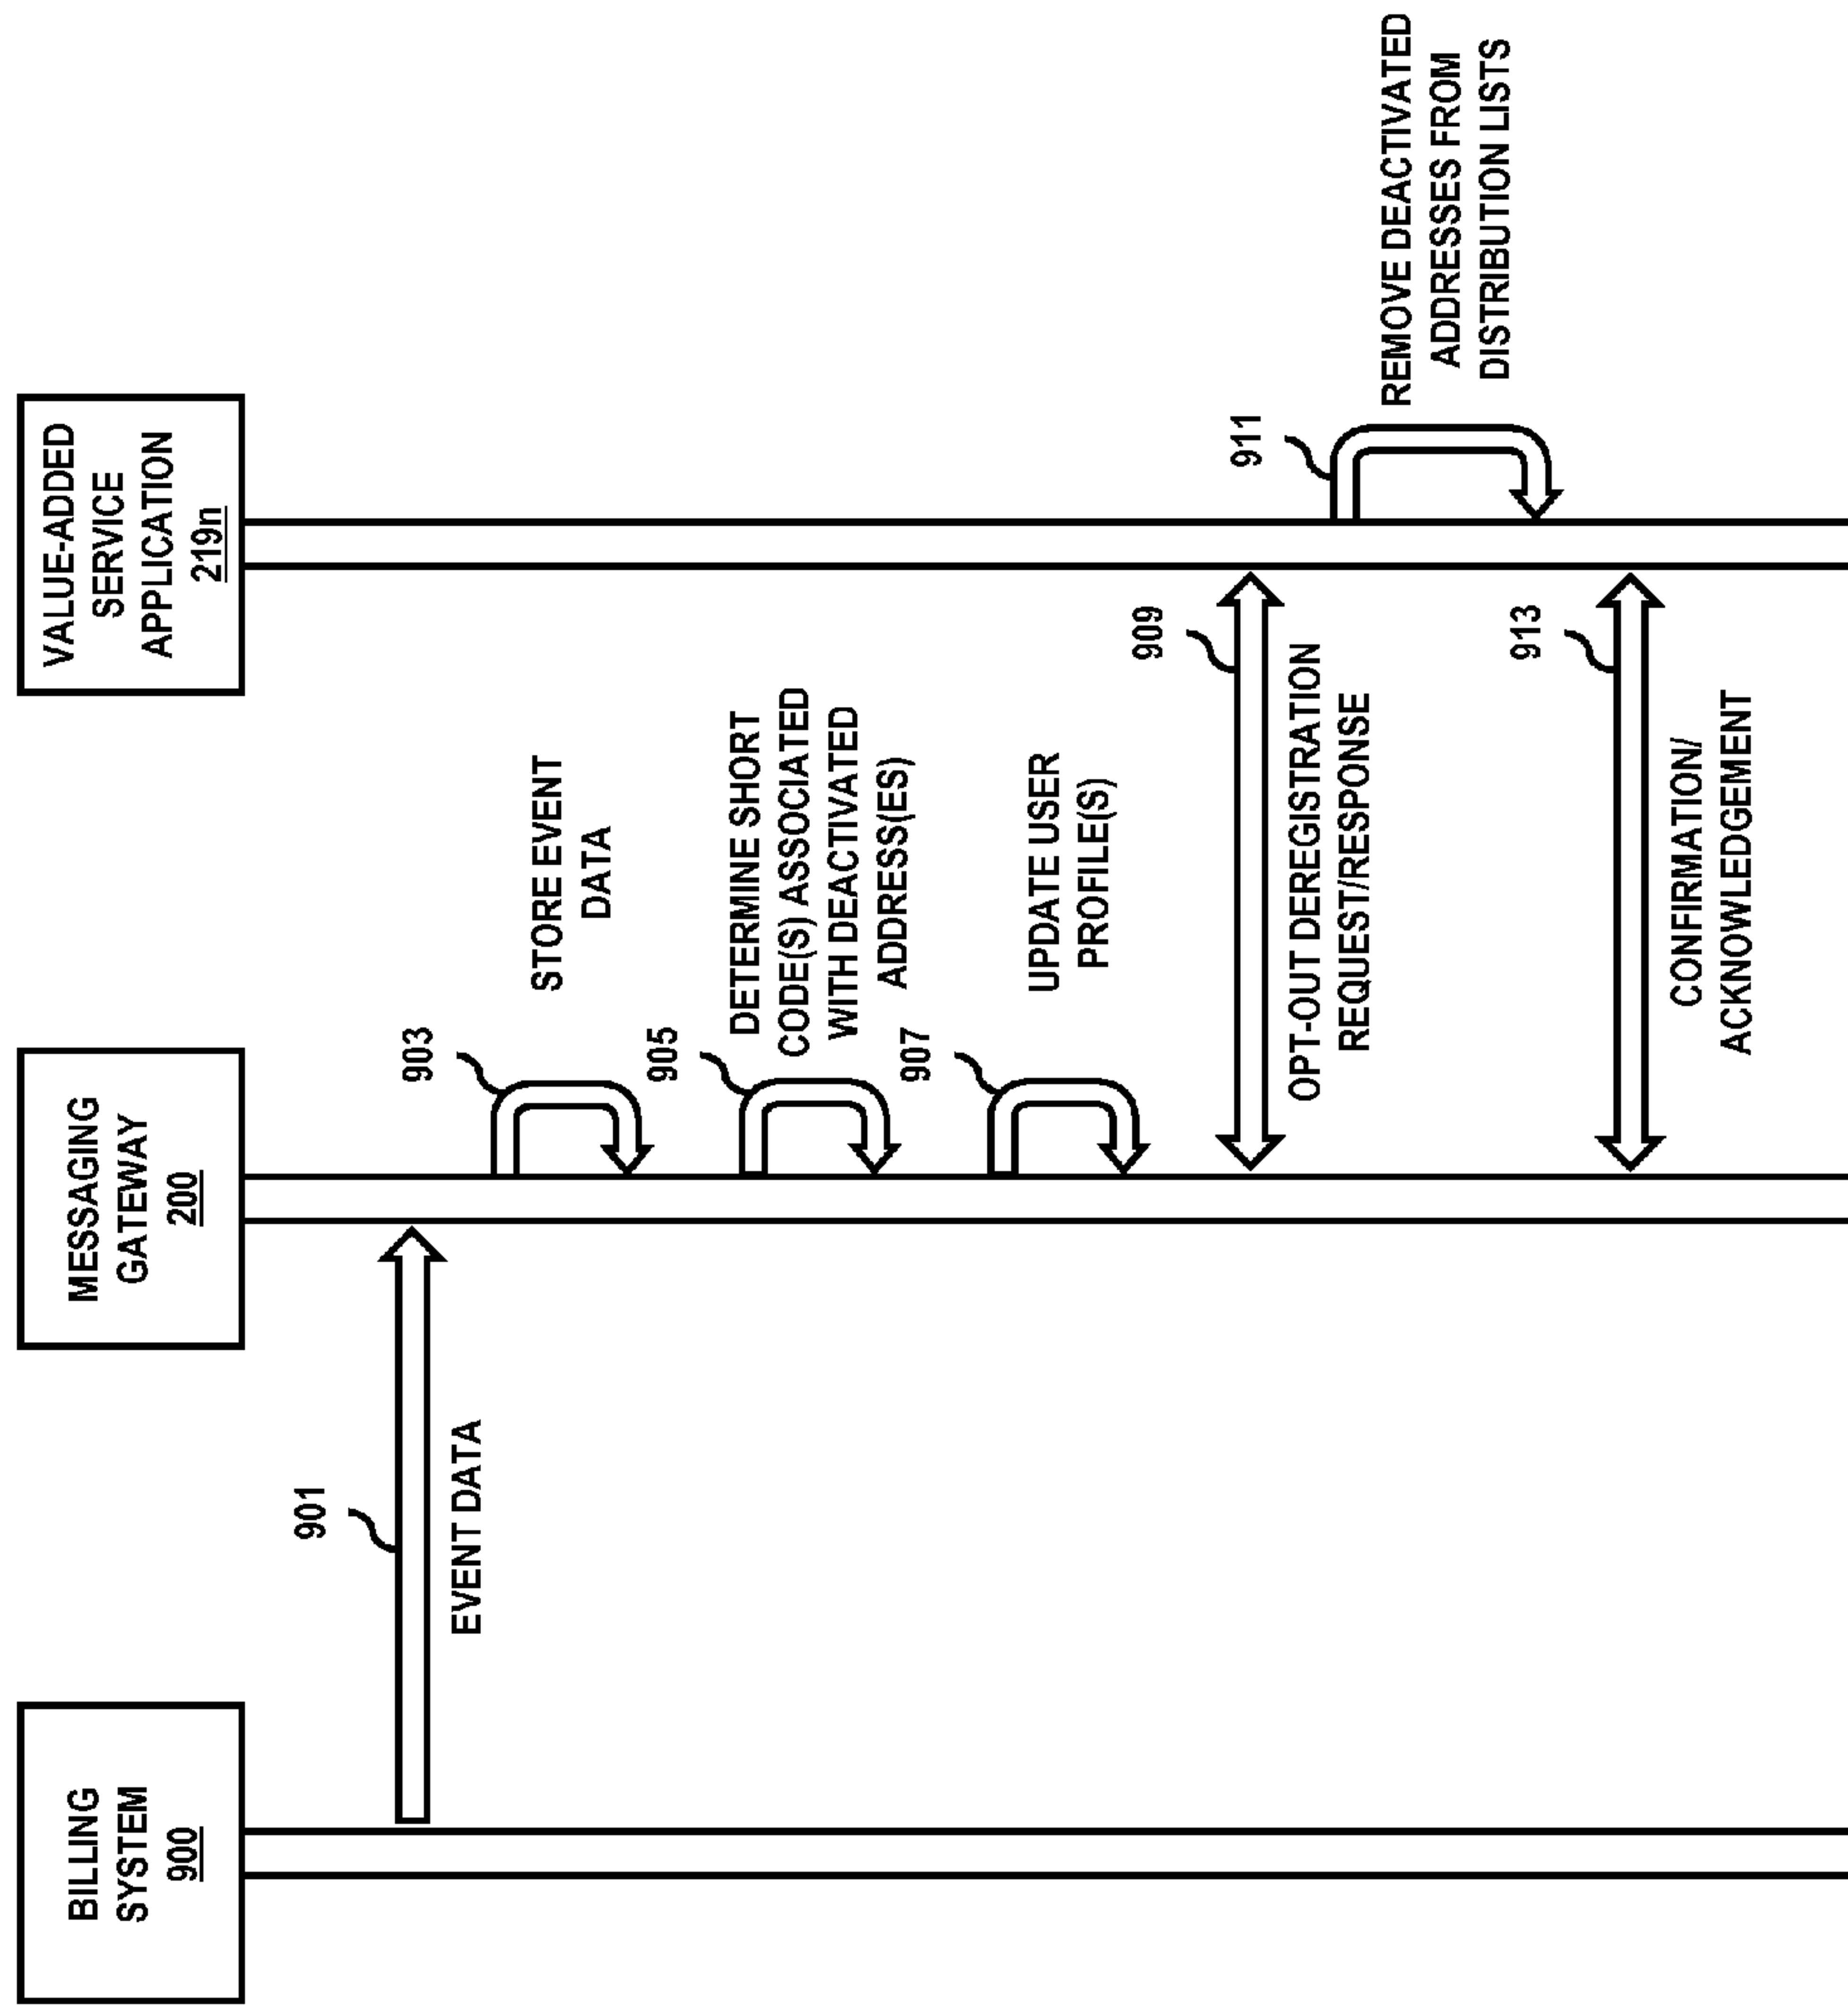 BILLING
SYSTEM
900
MESSAGING
GATEWAY
200
VALUE-ADDED
SERVICE
APPLICATION
219n
901
EVENT DATA
903
STORE EVENT
DATA
905
DETERMINE SHORT
CODE(S) ASSOCIATED
WITH DEACTIVATED
ADDRESS(ES)
907
UPDATE USER
PROFILE(S)
909
OPT-OUT DEREGISTRATION
REQUEST/RESPONSE
911
REMOVE DEACTIVATED
ADDRESSES FROM
DISTRIBUTION LISTS
913
CONFIRMATION/
ACKNOWLEDGEMENT